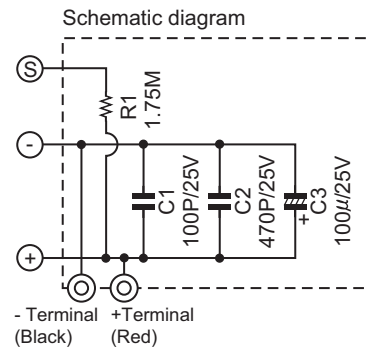 Schematic diagram
S
R1
1.75M
-
C1
100P/25V
C2
470P/25V
+
C3
100µ/25V
+
- Terminal
(Black)
+Terminal
(Red)